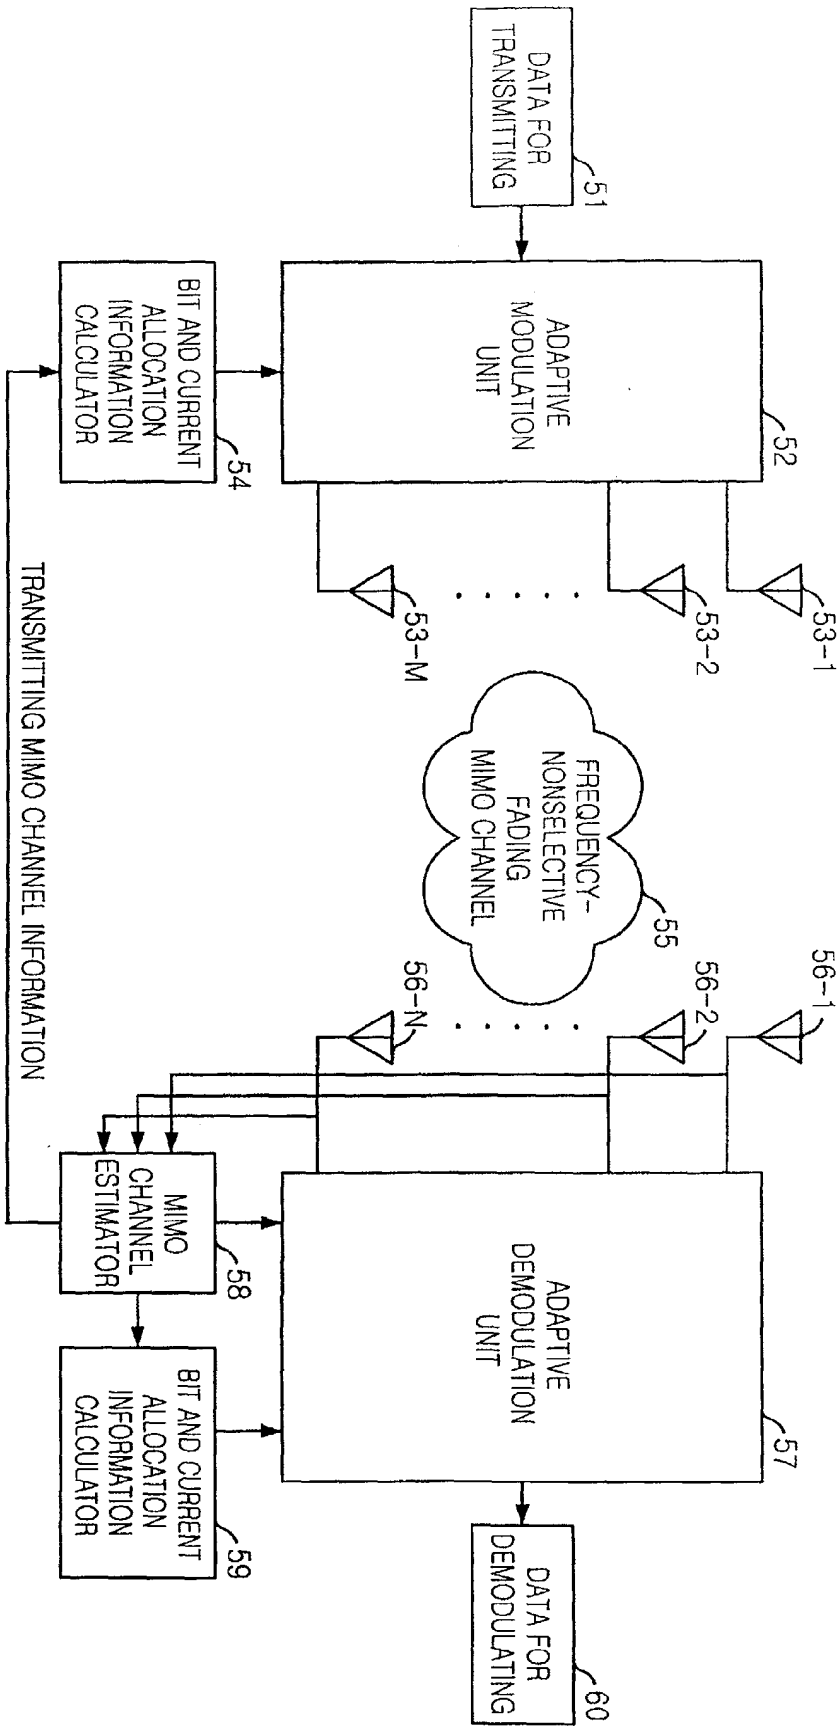 DATA FOR
TRANSMITTING
51
ADAPTIVE
MODULATION
UNIT
52
BIT AND CURRENT
ALLOCATION
INFORMATION
CALCULATOR
54
53-1
53-2
53-M
FREQUENCY-
NONSELECTIVE
FADING
MIMO CHANNEL
55
56-1
56-2
56-N
ADAPTIVE
DEMODULATION
UNIT
57
MIMO
CHANNEL
ESTIMATOR
58
BIT AND CURRENT
ALLOCATION
INFORMATION
CALCULATOR
59
DATA FOR
DEMODULATING
60
TRANSMITTING MIMO CHANNEL INFORMATION